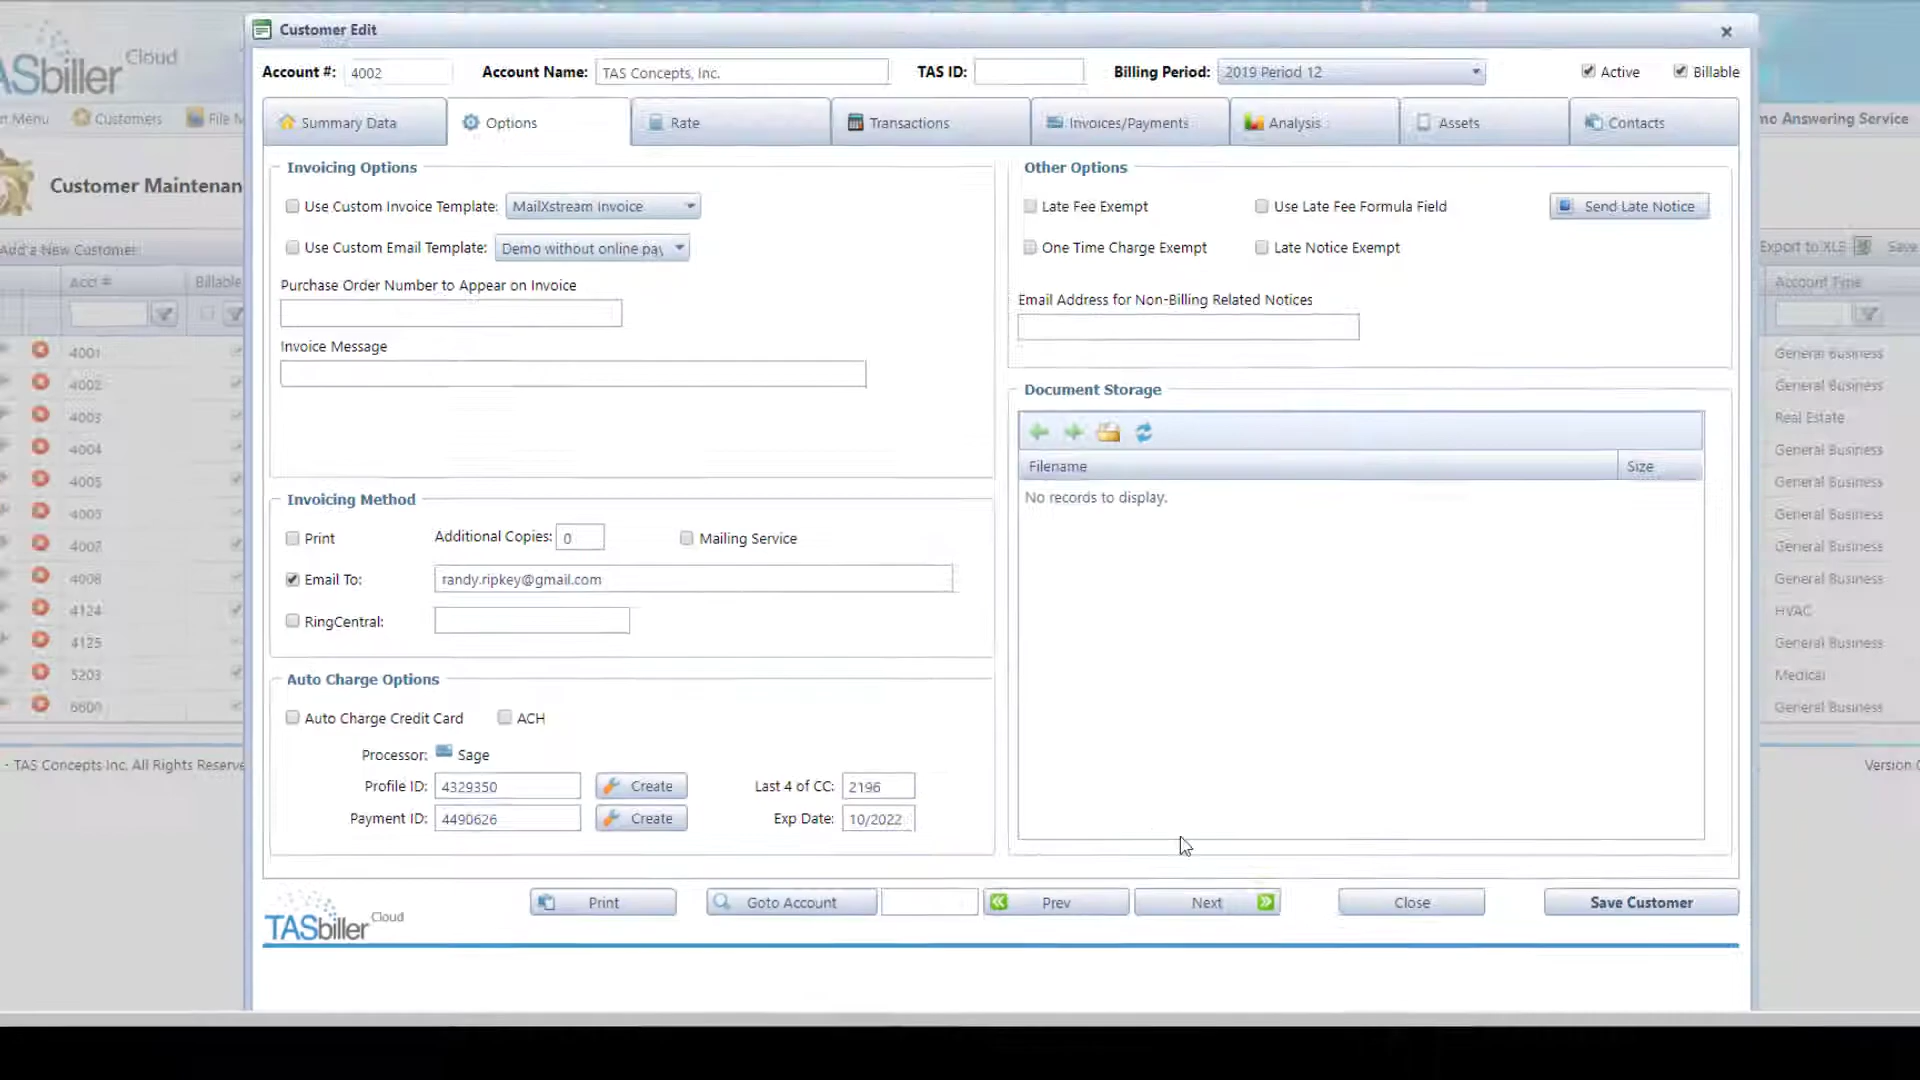 Customer Edit
Account #: 4002 Account Name: TAS Concepts, Inc. TAS ID: Billing Period: 2019 Period 12 Active Billable
Summary Data Options Rate Transactions Invoices/Payments Analysis Assets Contacts
Invoicing Options
Use Custom Invoice Template: MailXstream Invoice
Use Custom Email Template: Demo without online pay
Purchase Order Number to Appear on Invoice
Invoice Message
Other Options
Late Fee Exempt Use Late Fee Formula Field Send Late Notice
One Time Charge Exempt Late Notice Exempt
Email Address for Non-Billing Related Notices
Document Storage
Filename Size
No records to display.
Invoicing Method
Print Additional Copies: 0 Mailing Service
Email To: randy.ripkey@gmail.com
RingCentral:
Auto Charge Options
Auto Charge Credit Card ACH
Processor: Sage
Profile ID: 4329350 Create Last 4 of CC: 2196
Payment ID: 4490626 Create Exp Date: 10/2022
Print Goto Account Prev Next Close Save Customer
TASbiller Cloud
ASbiller Cloud
Menu Customers File M
mo Answering Service
Customer Maintenan
Add a New Customer
Export to XLS Save
Acct # Billable
Account Type
4001 General Business
4002 General Business
4003 Real Estate
4004 General Business
4005 General Business
General Business
General Business
4008 General Business
4124 HVAC
4125 General Business
5203 Medical
6600 General Business
- TAS Concepts Inc. All Rights Reserve
Version